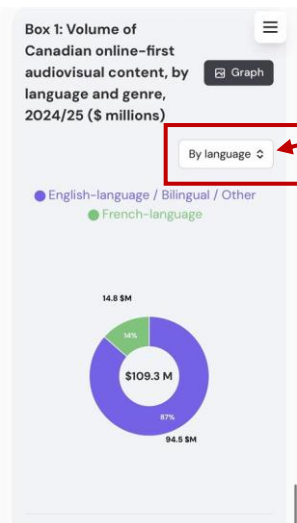 Box 1: Volume of
Canadian online-first
audiovisual content, by
language and genre,
2024/25 ($ millions)
Graph
By language
English-language / Bilingual / Other
French-language
14.8 $M
14%
$109.3 M
87%
94.5 $M